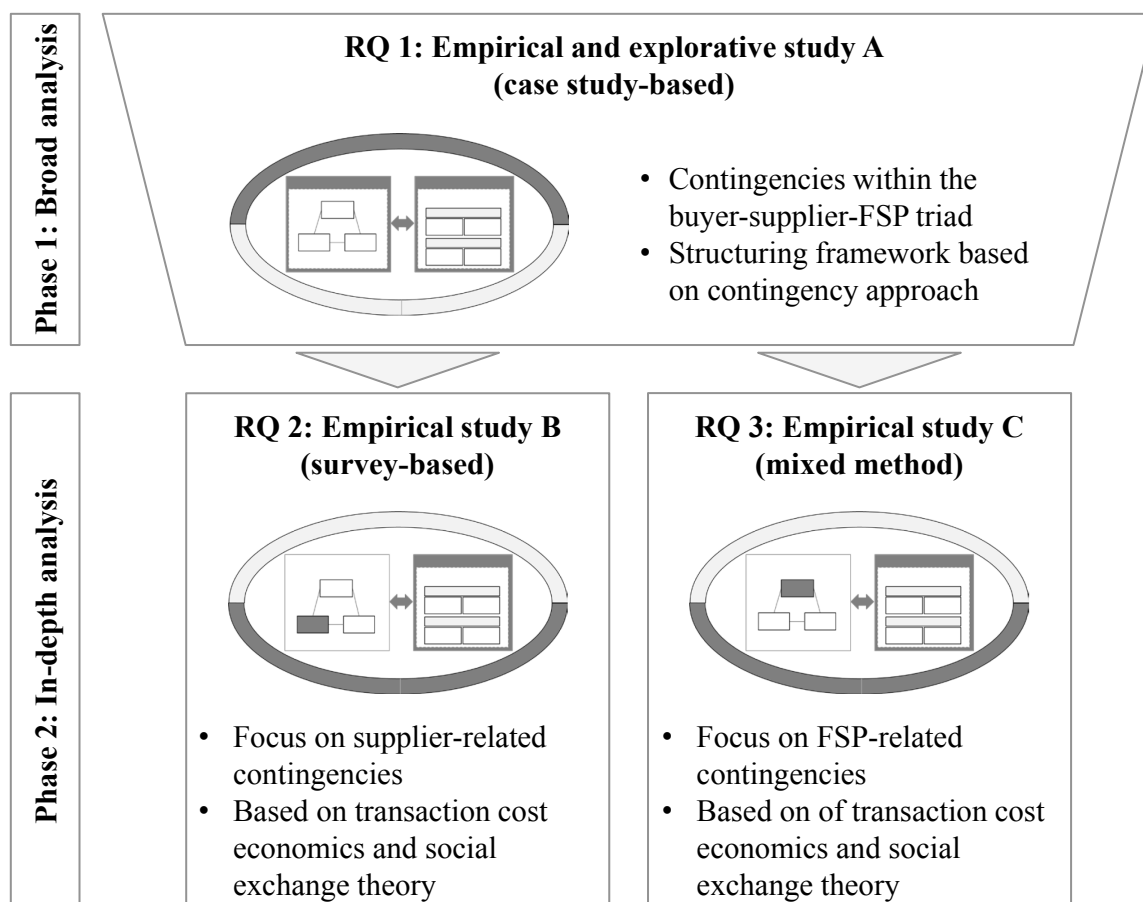 Phase 1: Broad analysis
RQ 1: Empirical and explorative study A
(case study-based)
• Contingencies within the
buyer-supplier-FSP triad
• Structuring framework based
on contingency approach
Phase 2: In-depth analysis
RQ 2: Empirical study B
(survey-based)
• Focus on supplier-related
contingencies
• Based on transaction cost
economics and social
exchange theory
RQ 3: Empirical study C
(mixed method)
• Focus on FSP-related
contingencies
• Based on of transaction cost
economics and social
exchange theory